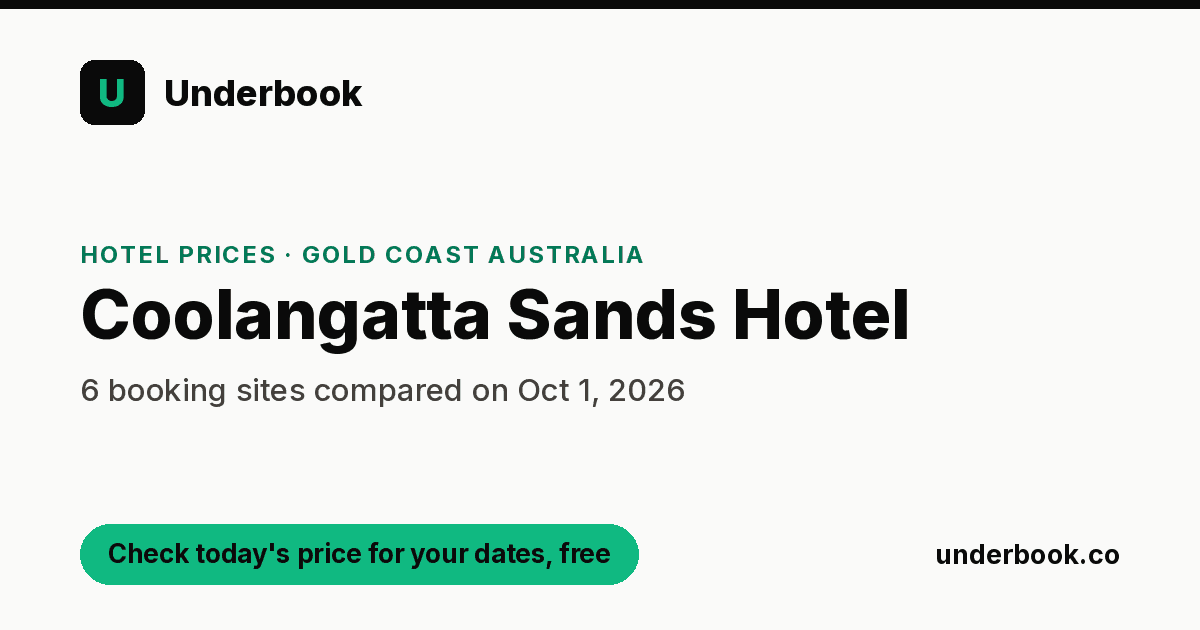 U Underbook
HOTEL PRICES · GOLD COAST AUSTRALIA
Coolangatta Sands Hotel
6 booking sites compared on Oct 1, 2026
Check today's price for your dates, free
underbook.co